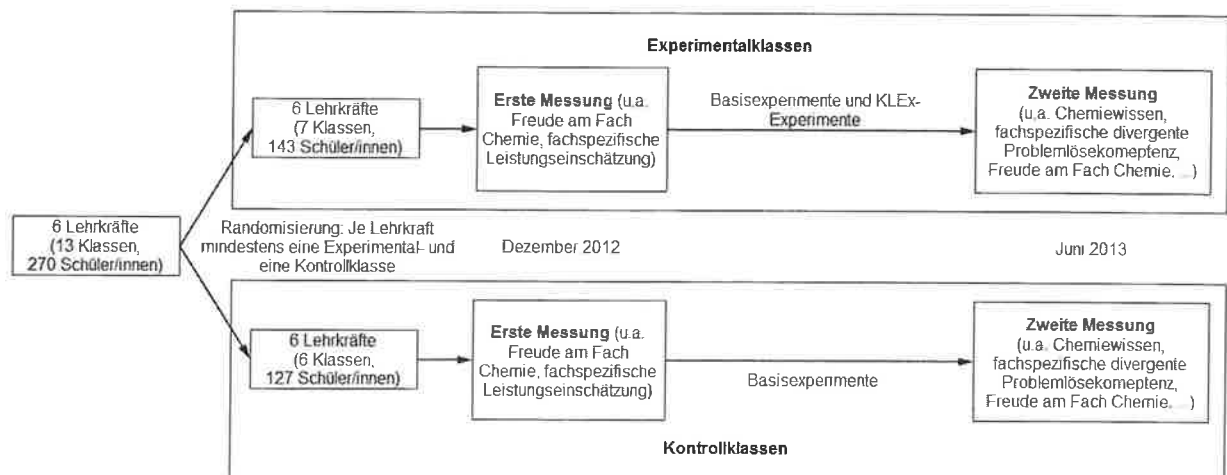 Experimentalklassen
6 Lehrkräfte
(7 Klassen,
143 Schüler/innen)
Erste Messung (u.a.
Freude am Fach
Chemie, fachspezifische
Leistungseinschätzung)
Basisexperimente und KLEx-
Experimente
Zweite Messung
(u.a. Chemiewissen,
fachspezifische divergente
Problemlösekomeptenz,
Freude am Fach Chemie, ...)
6 Lehrkräfte
(13 Klassen,
270 Schüler/innen)
Randomisierung: Je Lehrkraft
mindestens eine Experimental- und
eine Kontrollklasse
Dezember 2012
Juni 2013
6 Lehrkräfte
(6 Klassen,
127 Schüler/innen)
Erste Messung (u.a.
Freude am Fach
Chemie, fachspezifische
Leistungseinschätzung)
Basisexperimente
Zweite Messung
(u.a. Chemiewissen,
fachspezifische divergente
Problemlösekomeptenz,
Freude am Fach Chemie, ...)
Kontrollklassen